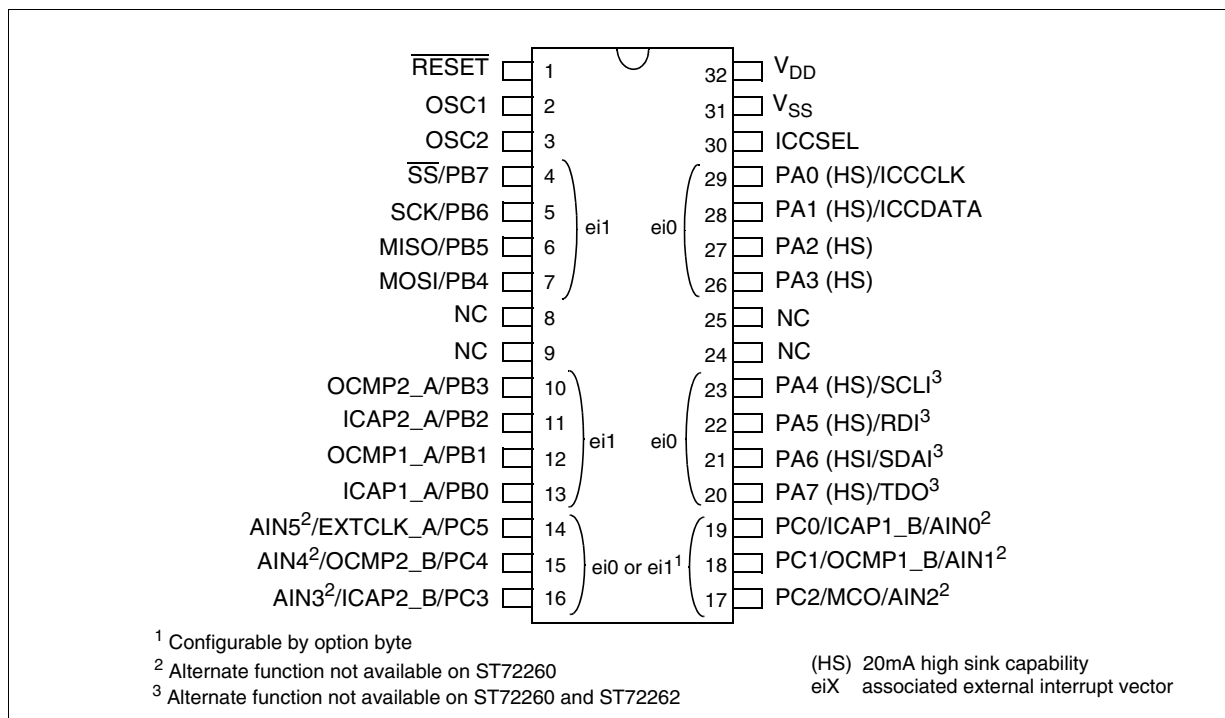 RESET 1 32 VDD
OSC1 2 31 VSS
OSC2 3 30 ICCSEL
SS/PB7 4 29 PA0 (HS)/ICCCLK
SCK/PB6 5 28 PA1 (HS)/ICCDATA
ei1 ei0
MISO/PB5 6 27 PA2 (HS)
MOSI/PB4 7 26 PA3 (HS)
NC 8 25 NC
NC 9 24 NC
OCMP2_A/PB3 10 23 PA4 (HS)/SCLI³
ICAP2_A/PB2 11 22 PA5 (HS)/RDI³
ei1 ei0
OCMP1_A/PB1 12 21 PA6 (HSI/SDAI³
ICAP1_A/PB0 13 20 PA7 (HS)/TDO³
AIN5²/EXTCLK_A/PC5 14 19 PC0/ICAP1_B/AIN0²
AIN4²/OCMP2_B/PC4 15 ei0 or ei1¹ 18 PC1/OCMP1_B/AIN1²
AIN3²/ICAP2_B/PC3 16 17 PC2/MCO/AIN2²
¹ Configurable by option byte
² Alternate function not available on ST72260
³ Alternate function not available on ST72260 and ST72262
(HS) 20mA high sink capability
eiX associated external interrupt vector